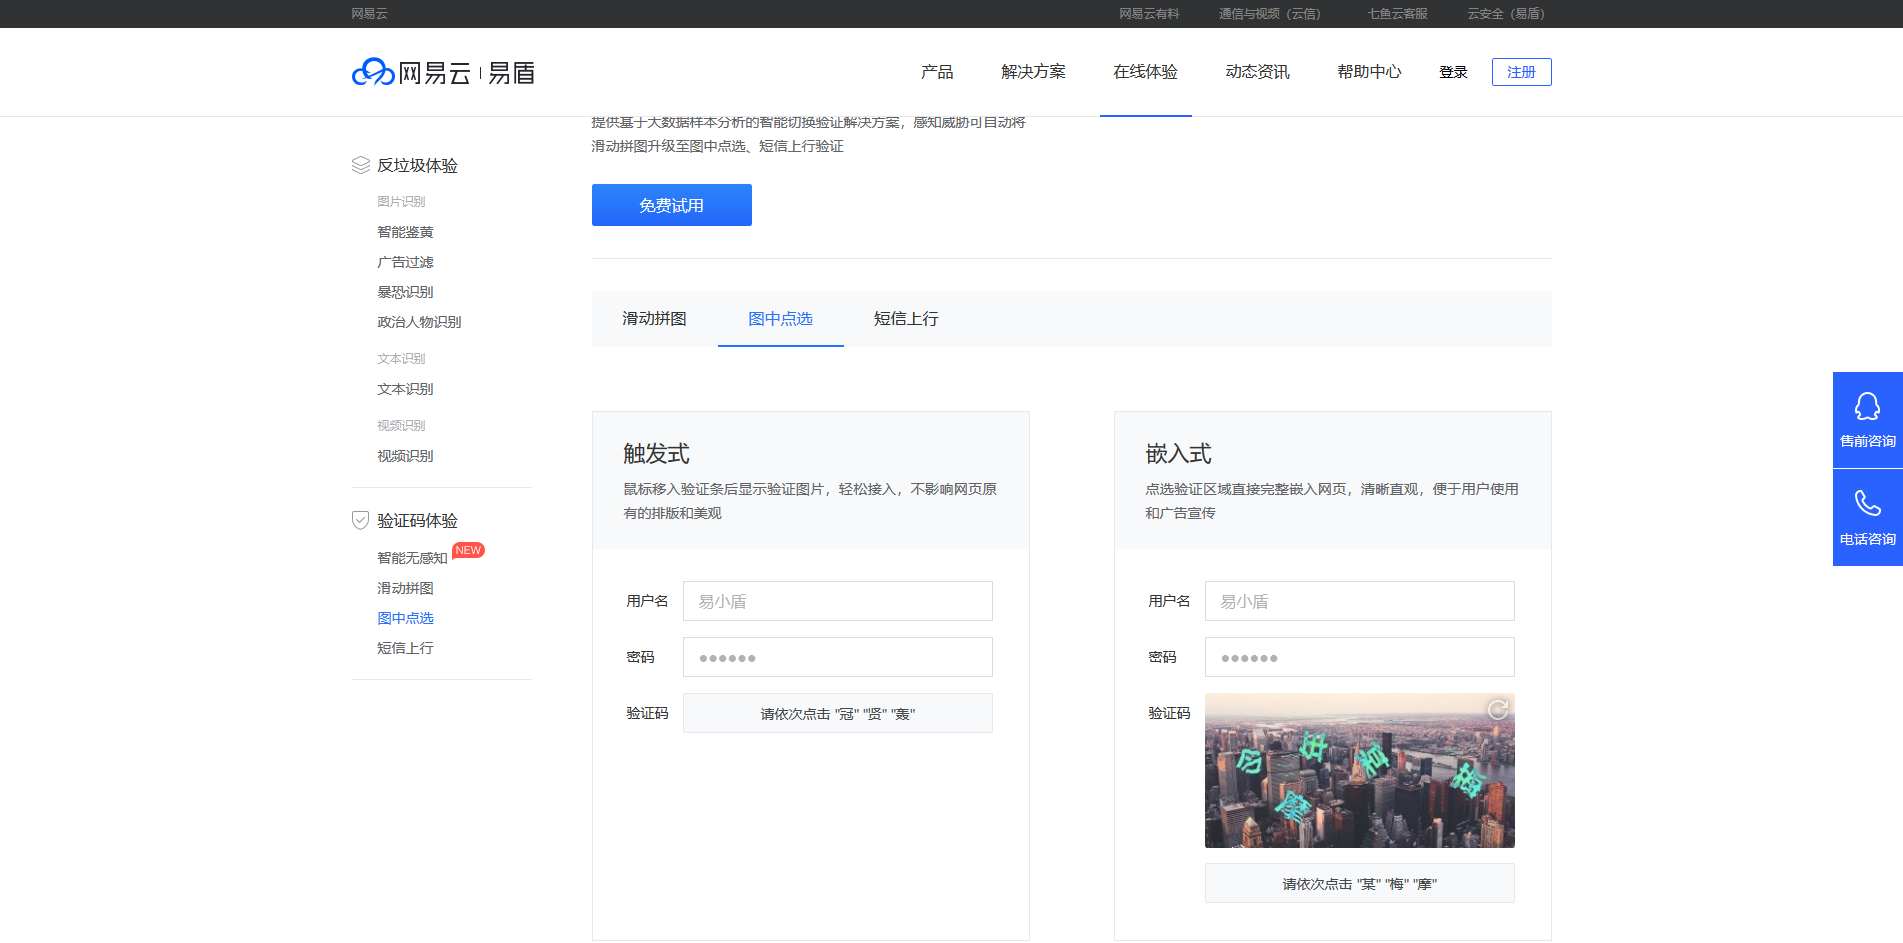 网易云
网易云有料
通信与视频（云信）
七鱼云客服
云安全（易盾）
网易云 易盾
产品
解决方案
在线体验
动态资讯
帮助中心
登录
注册
提供基于大数据样本分析的智能切换验证解决方案，感知威胁可自动将
滑动拼图升级至图中点选、短信上行验证
免费试用
反垃圾体验
图片识别
智能鉴黄
广告过滤
暴恐识别
政治人物识别
文本识别
文本识别
视频识别
视频识别
验证码体验
智能无感知 NEW
滑动拼图
图中点选
短信上行
滑动拼图
图中点选
短信上行
触发式
鼠标移入验证条后显示验证图片，轻松接入，不影响网页原
有的排版和美观
用户名
易小盾
密码
验证码
请依次点击 "冠" "贤" "轰"
嵌入式
点选验证区域直接完整嵌入网页，清晰直观，便于用户使用
和广告宣传
用户名
易小盾
密码
验证码
摩
请依次点击 "某" "梅" "摩"
售前咨询
电话咨询